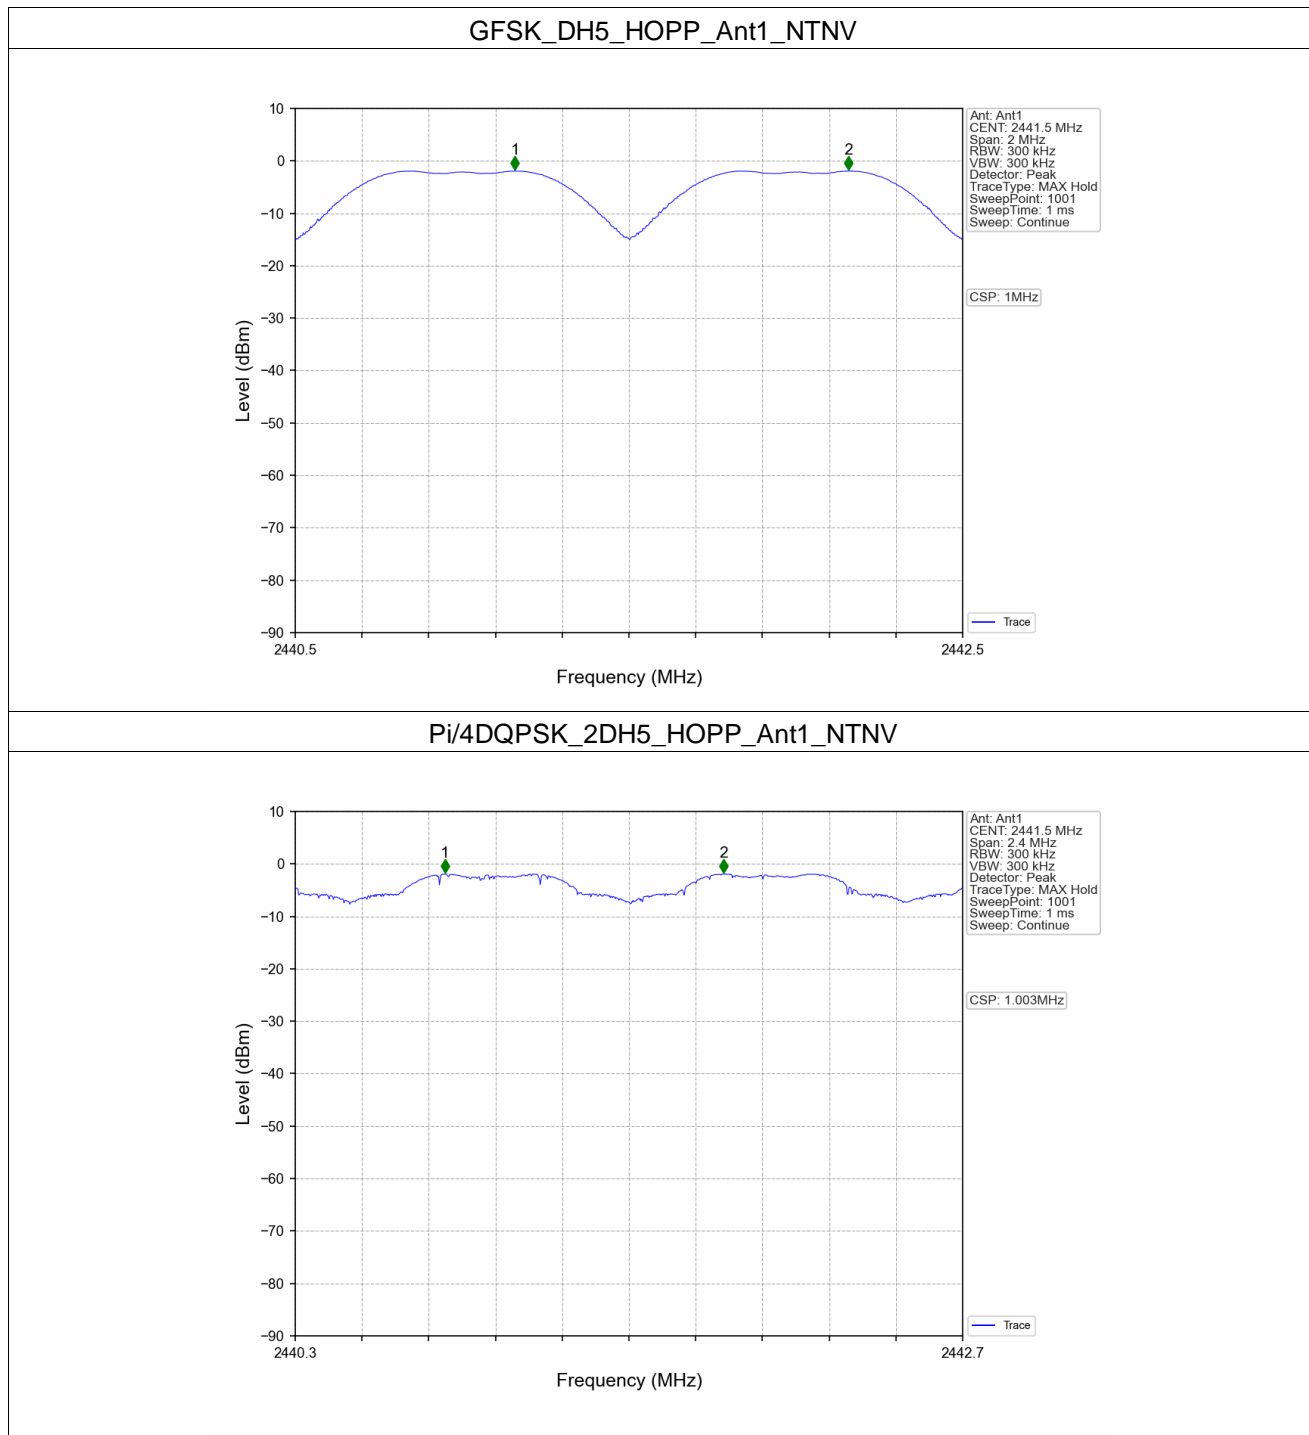 GFSK_DH5_HOPP_Ant1_NTNV
10
0
−10
−20
−30
−40
−50
−60
−70
−80
−90
Level (dBm)
1
2
2440.5
2442.5
Frequency (MHz)
Ant: Ant1
CENT: 2441.5 MHz
Span: 2 MHz
RBW: 300 kHz
VBW: 300 kHz
Detector: Peak
TraceType: MAX Hold
SweepPoint: 1001
SweepTime: 1 ms
Sweep: Continue
CSP: 1MHz
Trace
Pi/4DQPSK_2DH5_HOPP_Ant1_NTNV
10
0
−10
−20
−30
−40
−50
−60
−70
−80
−90
Level (dBm)
1
2
2440.3
2442.7
Frequency (MHz)
Ant: Ant1
CENT: 2441.5 MHz
Span: 2.4 MHz
RBW: 300 kHz
VBW: 300 kHz
Detector: Peak
TraceType: MAX Hold
SweepPoint: 1001
SweepTime: 1 ms
Sweep: Continue
CSP: 1.003MHz
Trace